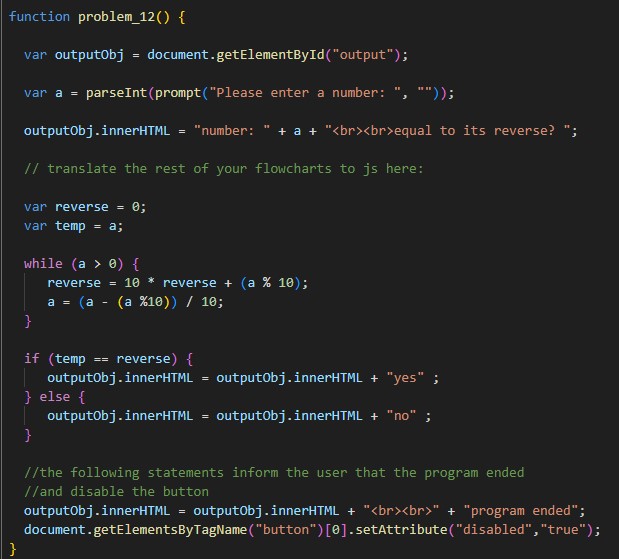 function problem_12() {
var outputObj = document.getElementById("output");
var a = parseInt(prompt("Please enter a number: ", ""));
outputObj.innerHTML = "number: " + a + "<br><br>equal to its reverse? ";
// translate the rest of your flowcharts to js here:
var reverse = 0;
var temp = a;
while (a > 0) {
reverse = 10 * reverse + (a % 10);
a = (a - (a %10)) / 10;
}
if (temp == reverse) {
outputObj.innerHTML = outputObj.innerHTML + "yes" ;
} else {
outputObj.innerHTML = outputObj.innerHTML + "no" ;
}
//the following statements inform the user that the program ended
//and disable the button
outputObj.innerHTML = outputObj.innerHTML + "<br><br>" + "program ended";
document.getElementsByTagName("button")[0].setAttribute("disabled","true");
}